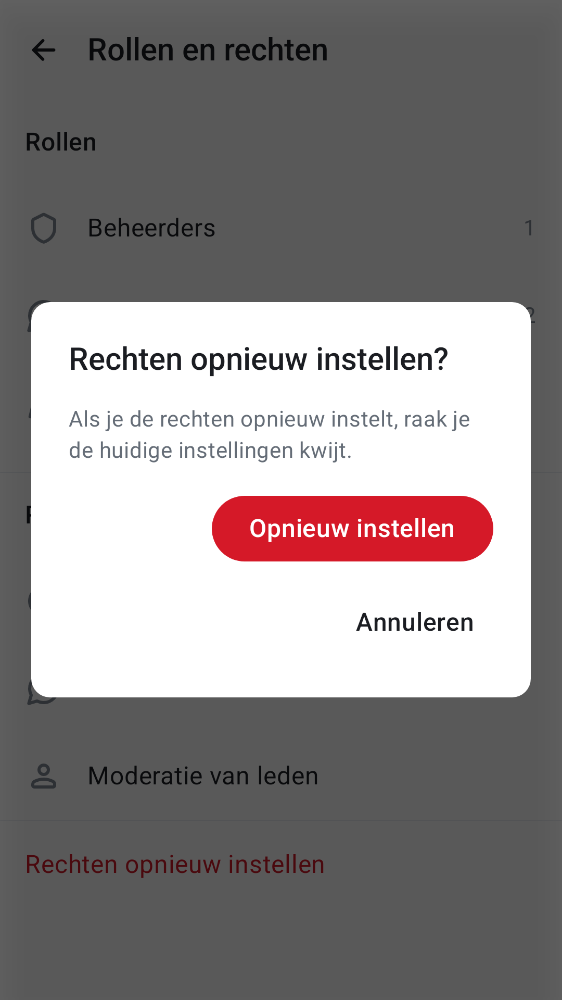 Rollen en rechten
Rollen
Beheerders 1
2
Rechten opnieuw instellen?
Als je de rechten opnieuw instelt, raak je
de huidige instellingen kwijt.
Opnieuw instellen
Annuleren
Moderatie van leden
Rechten opnieuw instellen